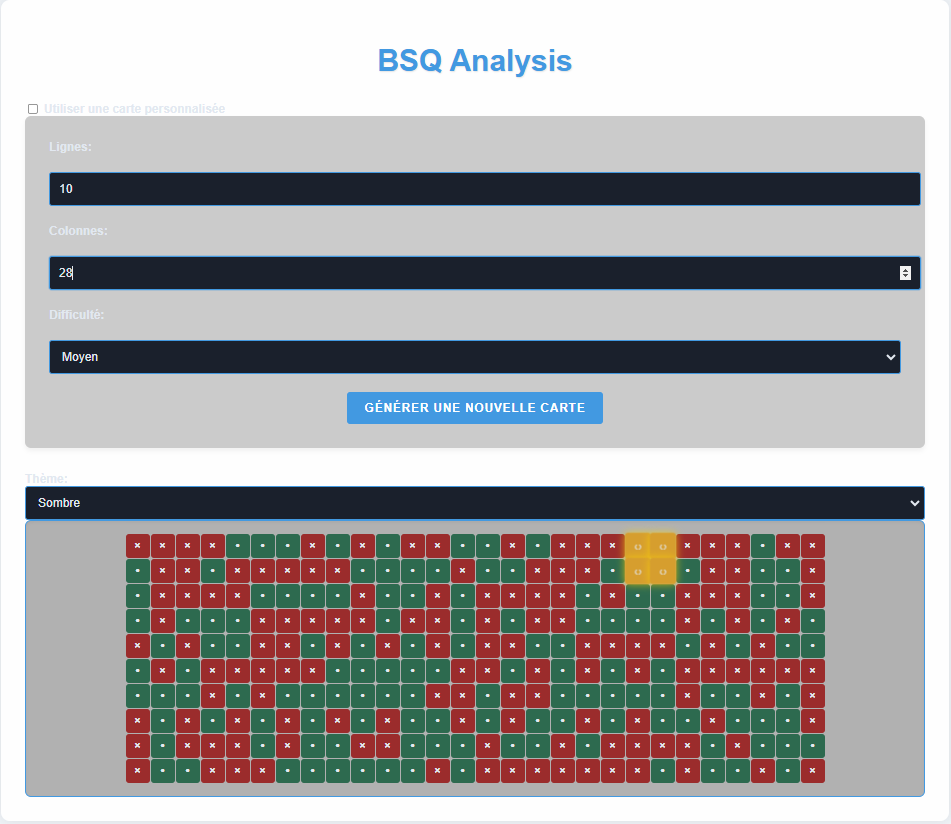 BSQ Analysis
Utiliser une carte personnalisée
Lignes:
10
Colonnes:
28
Difficulté:
Moyen
GÉNÉRER UNE NOUVELLE CARTE
Thème:
Sombre
× × × × • • • × • × • × × • • × • × × × o o × × × • × ×
• × × • × × × × × • • • • × • • × × × • o o • × × • • ×
• × × × × • • • • × • • × • × × × × • × • • × × × • • ×
• × • • • × × × × × • × × • × • × × • • • • × • × • × •
× • × • • × × • × • × • × • × × • • × × × × • × • × • •
• × • × × × × × • • • • • × × • × • × • × • × × × × × ×
• • • × • × • • • • • • × × • × × • • • • • × • • × • ×
× • × • × • × • × • × • • × • × • • × • × • • × • • • ×
× • × × × • × • • × × • • • × • • × • × × × × • × • • •
× • • × × × • • • • • • × • × × × × × × × • × • • × • ×